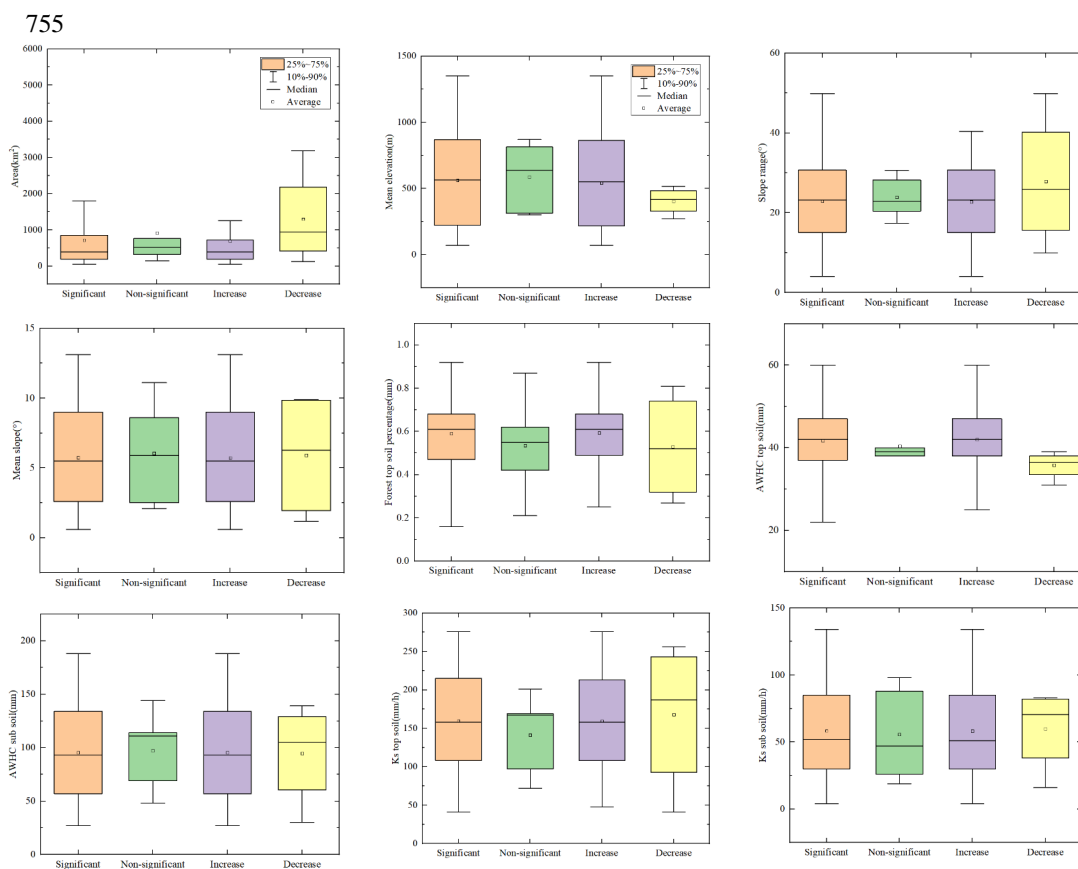 755
6000
5000
4000
3000
2000
1000
0
Area(km²)
25%~75%
10%-90%
Median
Average
Significant Non-significant Increase Decrease
1500
1000
500
0
Mean elevation(m)
25%~75%
10%-90%
Median
Average
Significant Non-significant Increase Decrease
60
40
20
0
Slope range(°)
Significant Non-significant Increase Decrease
15
10
5
0
Mean slope(°)
Significant Non-significant Increase Decrease
1.0
0.8
0.6
0.4
0.2
0.0
Forest top soil percentage(mm)
Significant Non-significant Increase Decrease
60
40
20
AWHC top soil(mm)
Significant Non-significant Increase Decrease
200
150
100
50
0
AWHC sub soil(mm)
Significant Non-significant Increase Decrease
300
250
200
150
100
50
0
Ks top soil(mm/h)
Significant Non-significant Increase Decrease
150
100
50
0
Ks sub soil(mm/h)
Significant Non-significant Increase Decrease